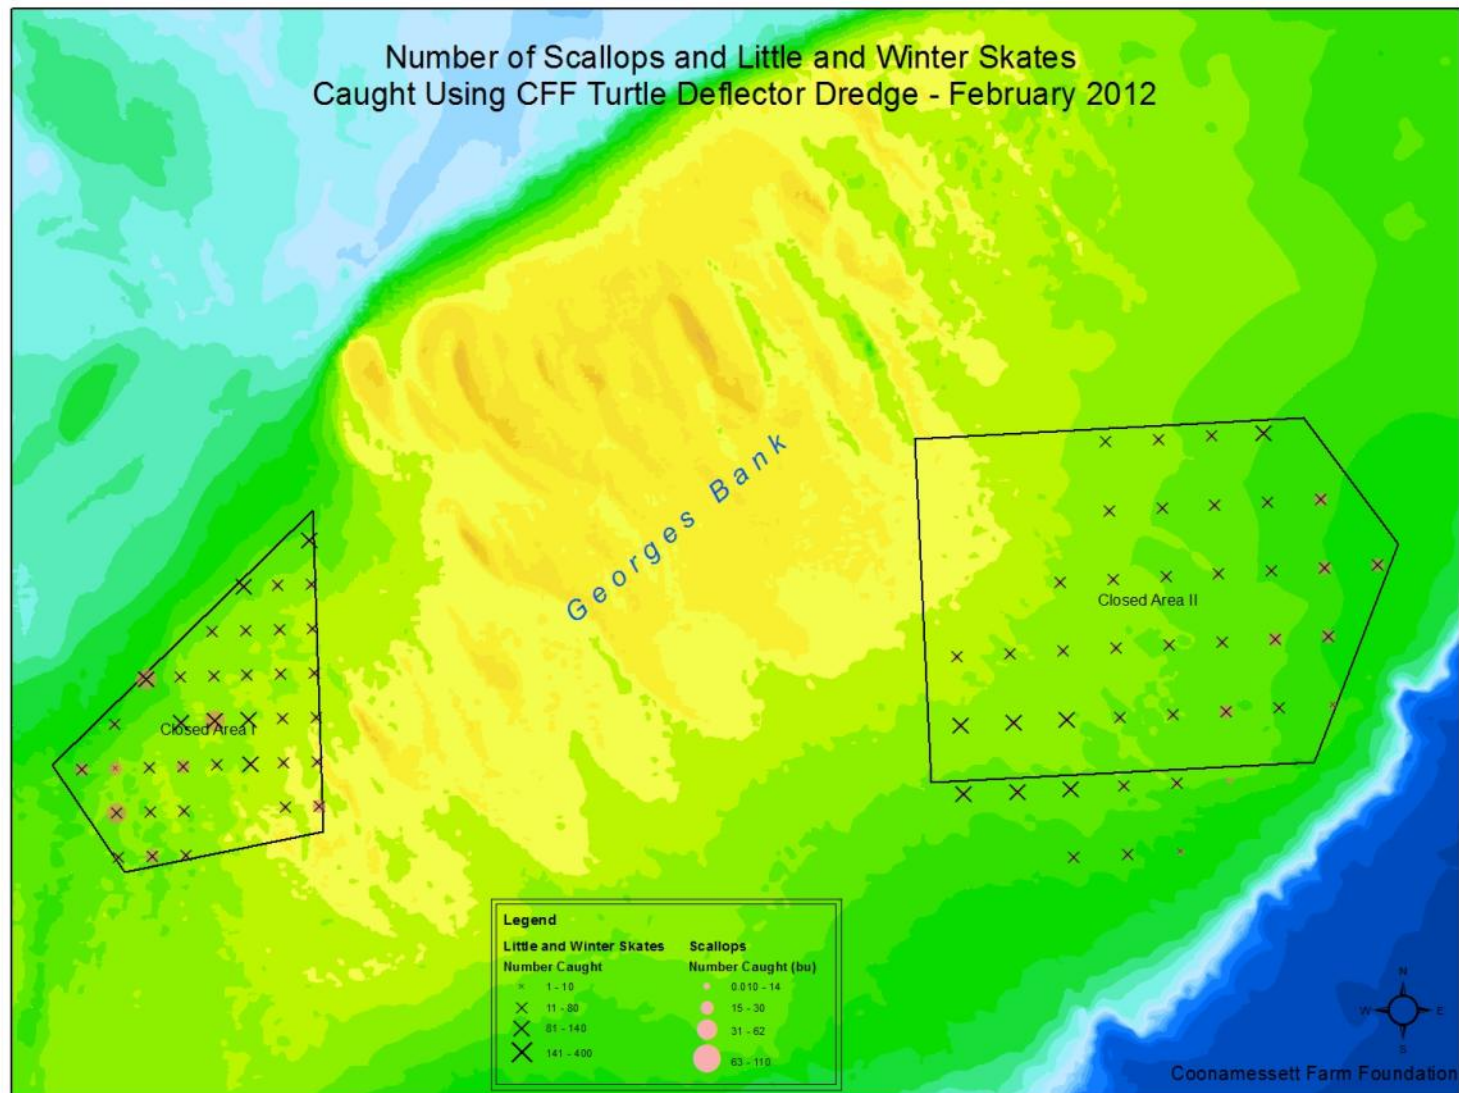 Number of Scallops and Little and Winter Skates
Caught Using CFF Turtle Deflector Dredge - February 2012
Georges Bank
Closed Area II
Closed Area I
Legend
Little and Winter Skates
Number Caught
1 - 10
11 - 80
81 - 140
141 - 400
Scallops
Number Caught (bu)
0.010 - 14
15 - 30
31 - 62
63 - 110
N
W E
S
Coonamessett Farm Foundation